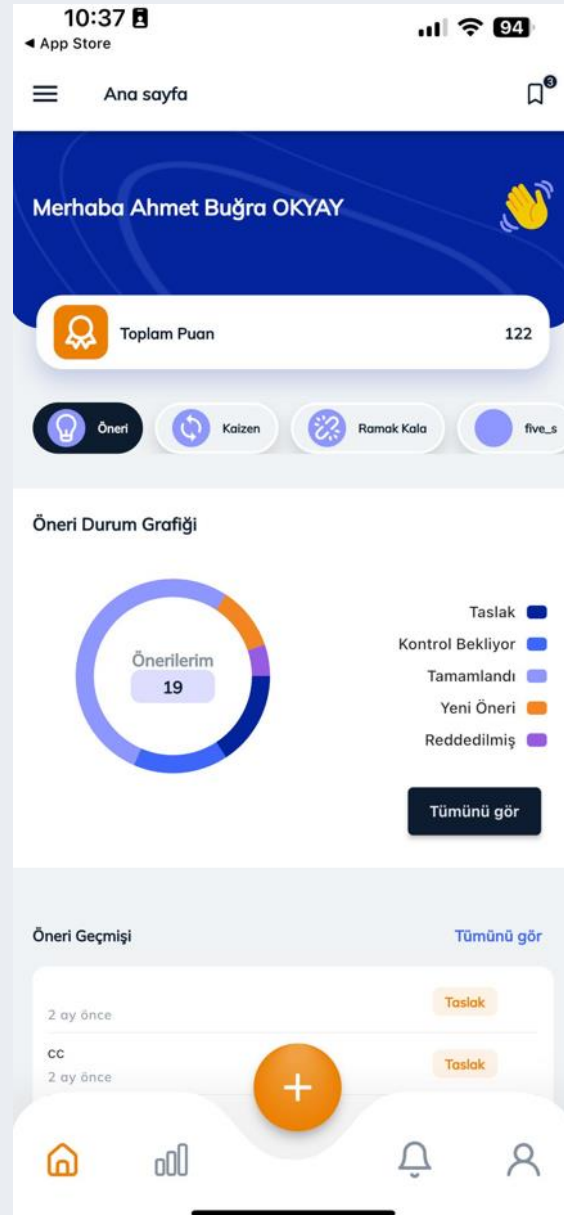 10:37
94
◀ App Store
Ana sayfa
3
Merhaba Ahmet Buğra OKYAY
Toplam Puan
122
Öneri
Kaizen
Ramak Kala
five_s
Öneri Durum Grafiği
Önerilerim
19
Taslak
Kontrol Bekliyor
Tamamlandı
Yeni Öneri
Reddedilmiş
Tümünü gör
Öneri Geçmişi
Tümünü gör
Taslak
2 ay önce
cc
Taslak
2 ay önce